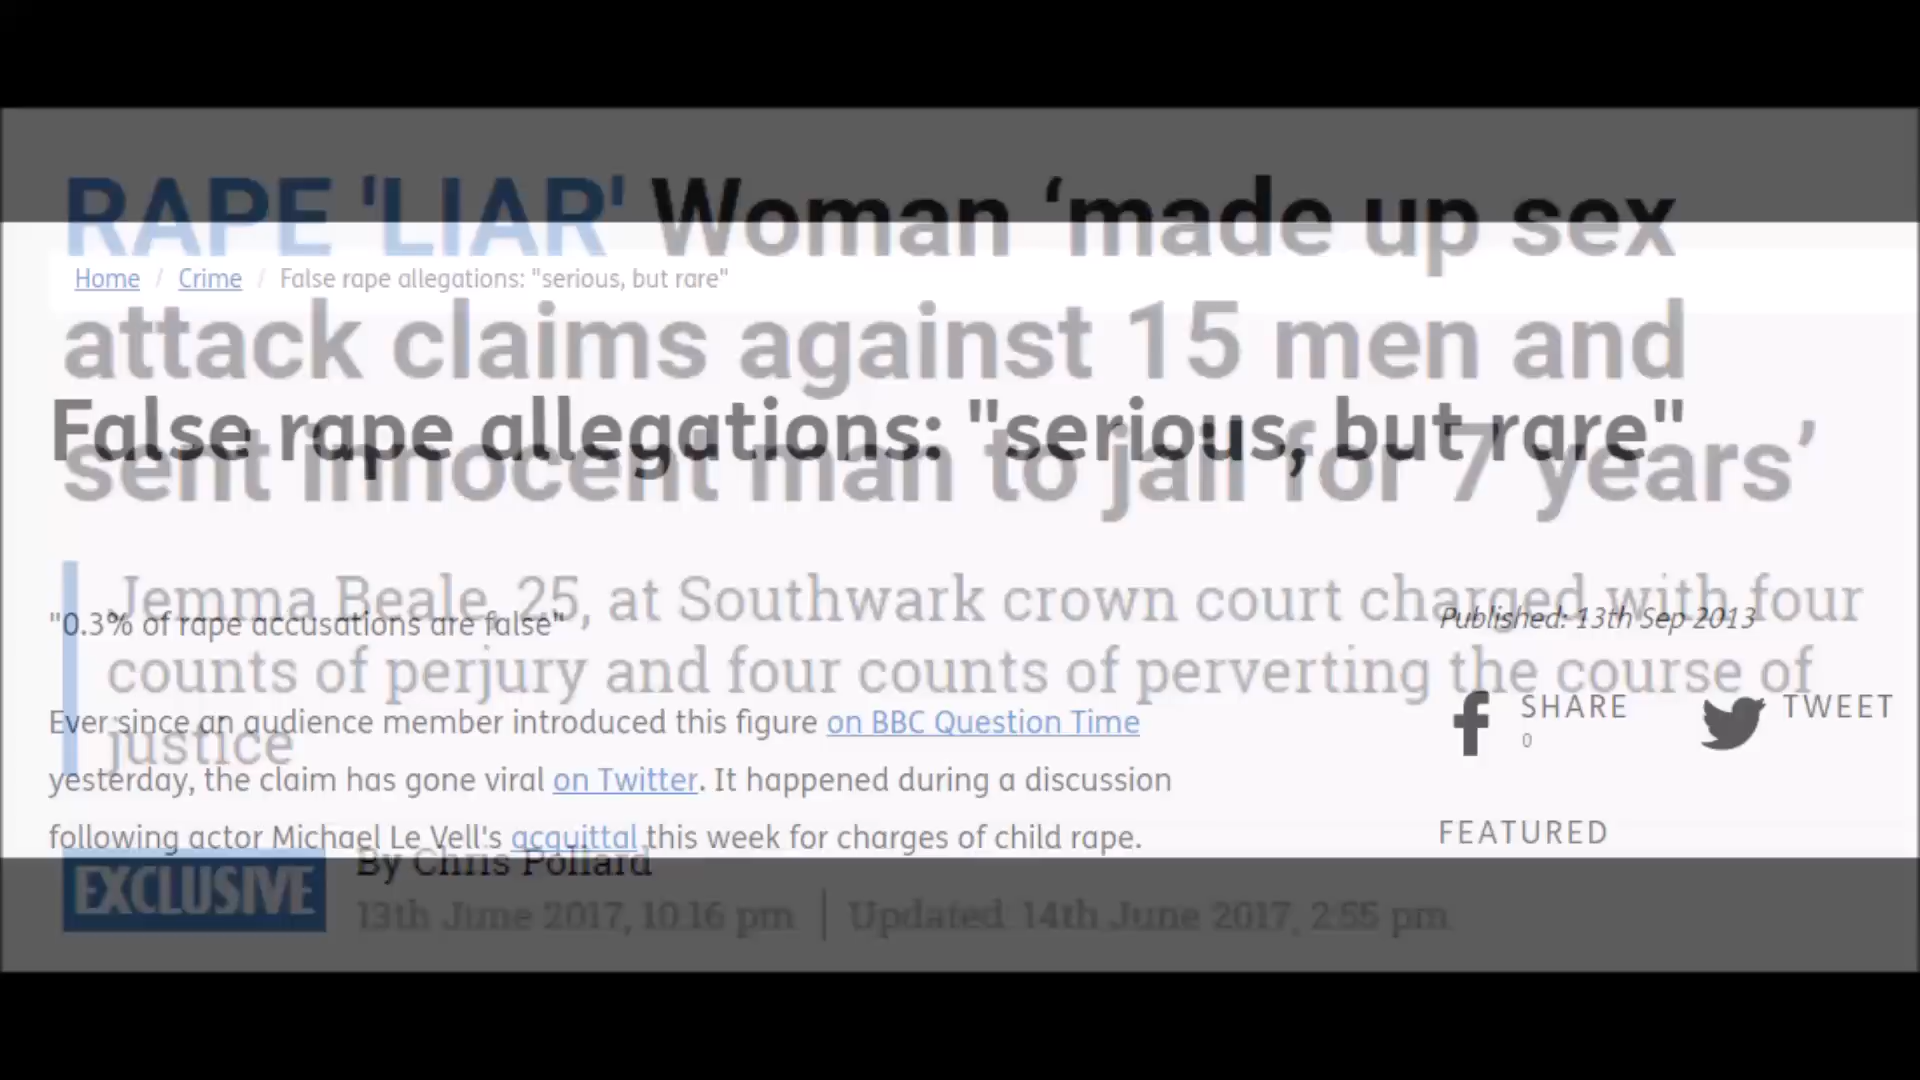 RAPE 'LIAR' Woman ‘made up sex
attack claims against 15 men and
sent innocent man to jail for 7 years’
Jemma Beale, 25, at Southwark crown court charged with four
counts of perjury and four counts of perverting the course of
justice
EXCLUSIVE
By Chris Pollard
13th June 2017, 10:16 pm | Updated: 14th June 2017, 2:55 pm
Home / Crime / False rape allegations: "serious, but rare"
False rape allegations: "serious, but rare"
"0.3% of rape accusations are false"
Ever since an audience member introduced this figure on BBC Question Time
yesterday, the claim has gone viral on Twitter. It happened during a discussion
following actor Michael Le Vell's acquittal this week for charges of child rape.
Published: 13th Sep 2013
SHARE
0
TWEET
FEATURED